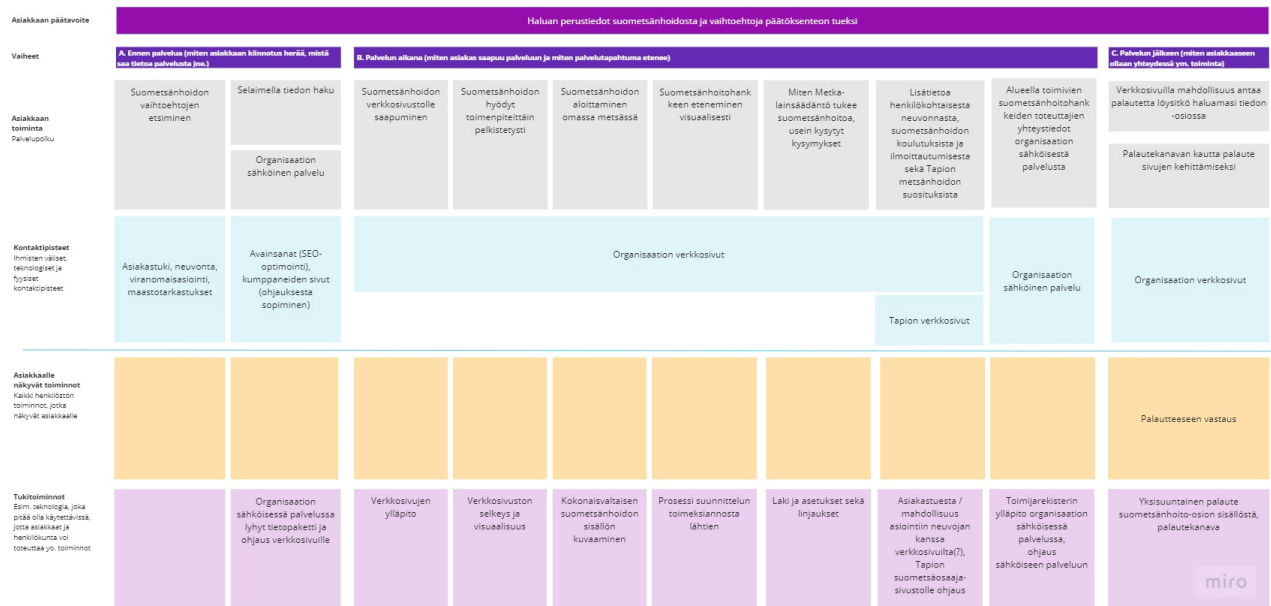 Asiakkaan päätavoite
Haluan perustiedot suometsänhoidosta ja vaihtoehtoja päätöksenteon tueksi
Vaiheet
A. Ennen palvelua (miten asiakkaan kiinnotus herää, mistä
saa tietoa palvelusta jne.)
B. Palvelun aikana (miten asiakas saapuu palveluun ja miten palvelutapahtuma etenee)
C. Palvelun jälkeen (miten asiakkaaseen
ollaan yhteydessä ym. toiminta)
Asiakkaan
toiminta
Palvelupolku
Suometsänhoidon
vaihtoehtojen
etsiminen
Selaimella tiedon haku
Organisaation
sähköinen palvelu
Suometsänhoidon
verkkosivustolle
saapuminen
Suometsänhoidon
hyödyt
toimenpiteittäin
pelkistetysti
Suometsänhoidon
aloittaminen
omassa metsässä
Suometsänhoitohank
keen eteneminen
visuaalisesti
Miten Metka-
lainsäädäntö tukee
suometsänhoitoa,
usein kysytyt
kysymykset
Lisätietoa
henkilökohtaisesta
neuvonnasta,
suometsänhoidon
koulutuksista ja
ilmoittautumisesta
sekä Tapion
metsänhoidon
suosituksista
Alueella toimivien
suometsänhoitohank
keiden toteuttajien
yhteystiedot
organisaation
sähköisestä
palvelusta
Verkkosivuilla mahdollisuus antaa
palautetta löysitkö haluamasi tiedon
-osiossa
Palautekanavan kautta palaute
sivujen kehittämiseksi
Kontaktipisteet
Ihmisten väliset,
teknologiset ja
fyysiset
kontaktipisteet
Asiakastuki, neuvonta,
viranomaisasiointi,
maastotarkastukset
Avainsanat (SEO-
optimointi),
kumppaneiden sivut
(ohjauksesta
sopiminen)
Organisaation verkkosivut
Tapion verkkosivut
Organisaation
sähköinen palvelu
Organisaation verkkosivut
Asiakkaalle
näkyvät toiminnot
Kaikki henkilöstön
toiminnot, jotka
näkyvät asiakkaalle
Palautteeseen vastaus
Tukitoiminnot
Esim. teknologia, joka
pitää olla käytettävissä,
jotta asiakkaat ja
henkilökunta voi
toteuttaa yo. toiminnot
Organisaation
sähköisessä palvelussa
lyhyt tietopaketti ja
ohjaus verkkosivuille
Verkkosivujen
ylläpito
Verkkosivuston
selkeys ja
visuaalisuus
Kokonaisvaltaisen
suometsänhoidon
sisällön
kuvaaminen
Prosessi suunnittelun
toimeksiannosta
lähtien
Laki ja asetukset sekä
linjaukset
Asiakastuesta /
mahdollisuus
asiointiin neuvojan
kanssa
verkkosivuilta(?),
Tapion
suometsäosaaja-
sivustolle ohjaus
Toimijarekisterin
ylläpito organisaation
sähköisessä
palvelussa,
ohjaus
sähköiseen palveluun
Yksisuuntainen palaute
suometsänhoito-osion sisällöstä,
palautekanava
miro